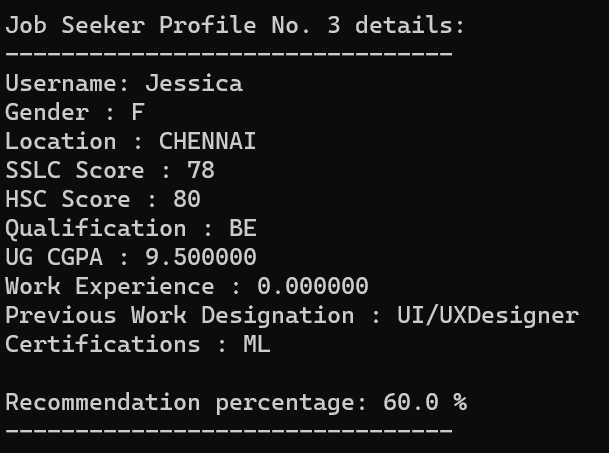 Job Seeker Profile No. 3 details:
--------------------------------
Username: Jessica
Gender : F
Location : CHENNAI
SSLC Score : 78
HSC Score : 80
Qualification : BE
UG CGPA : 9.500000
Work Experience : 0.000000
Previous Work Designation : UI/UXDesigner
Certifications : ML
Recommendation percentage: 60.0 %
--------------------------------